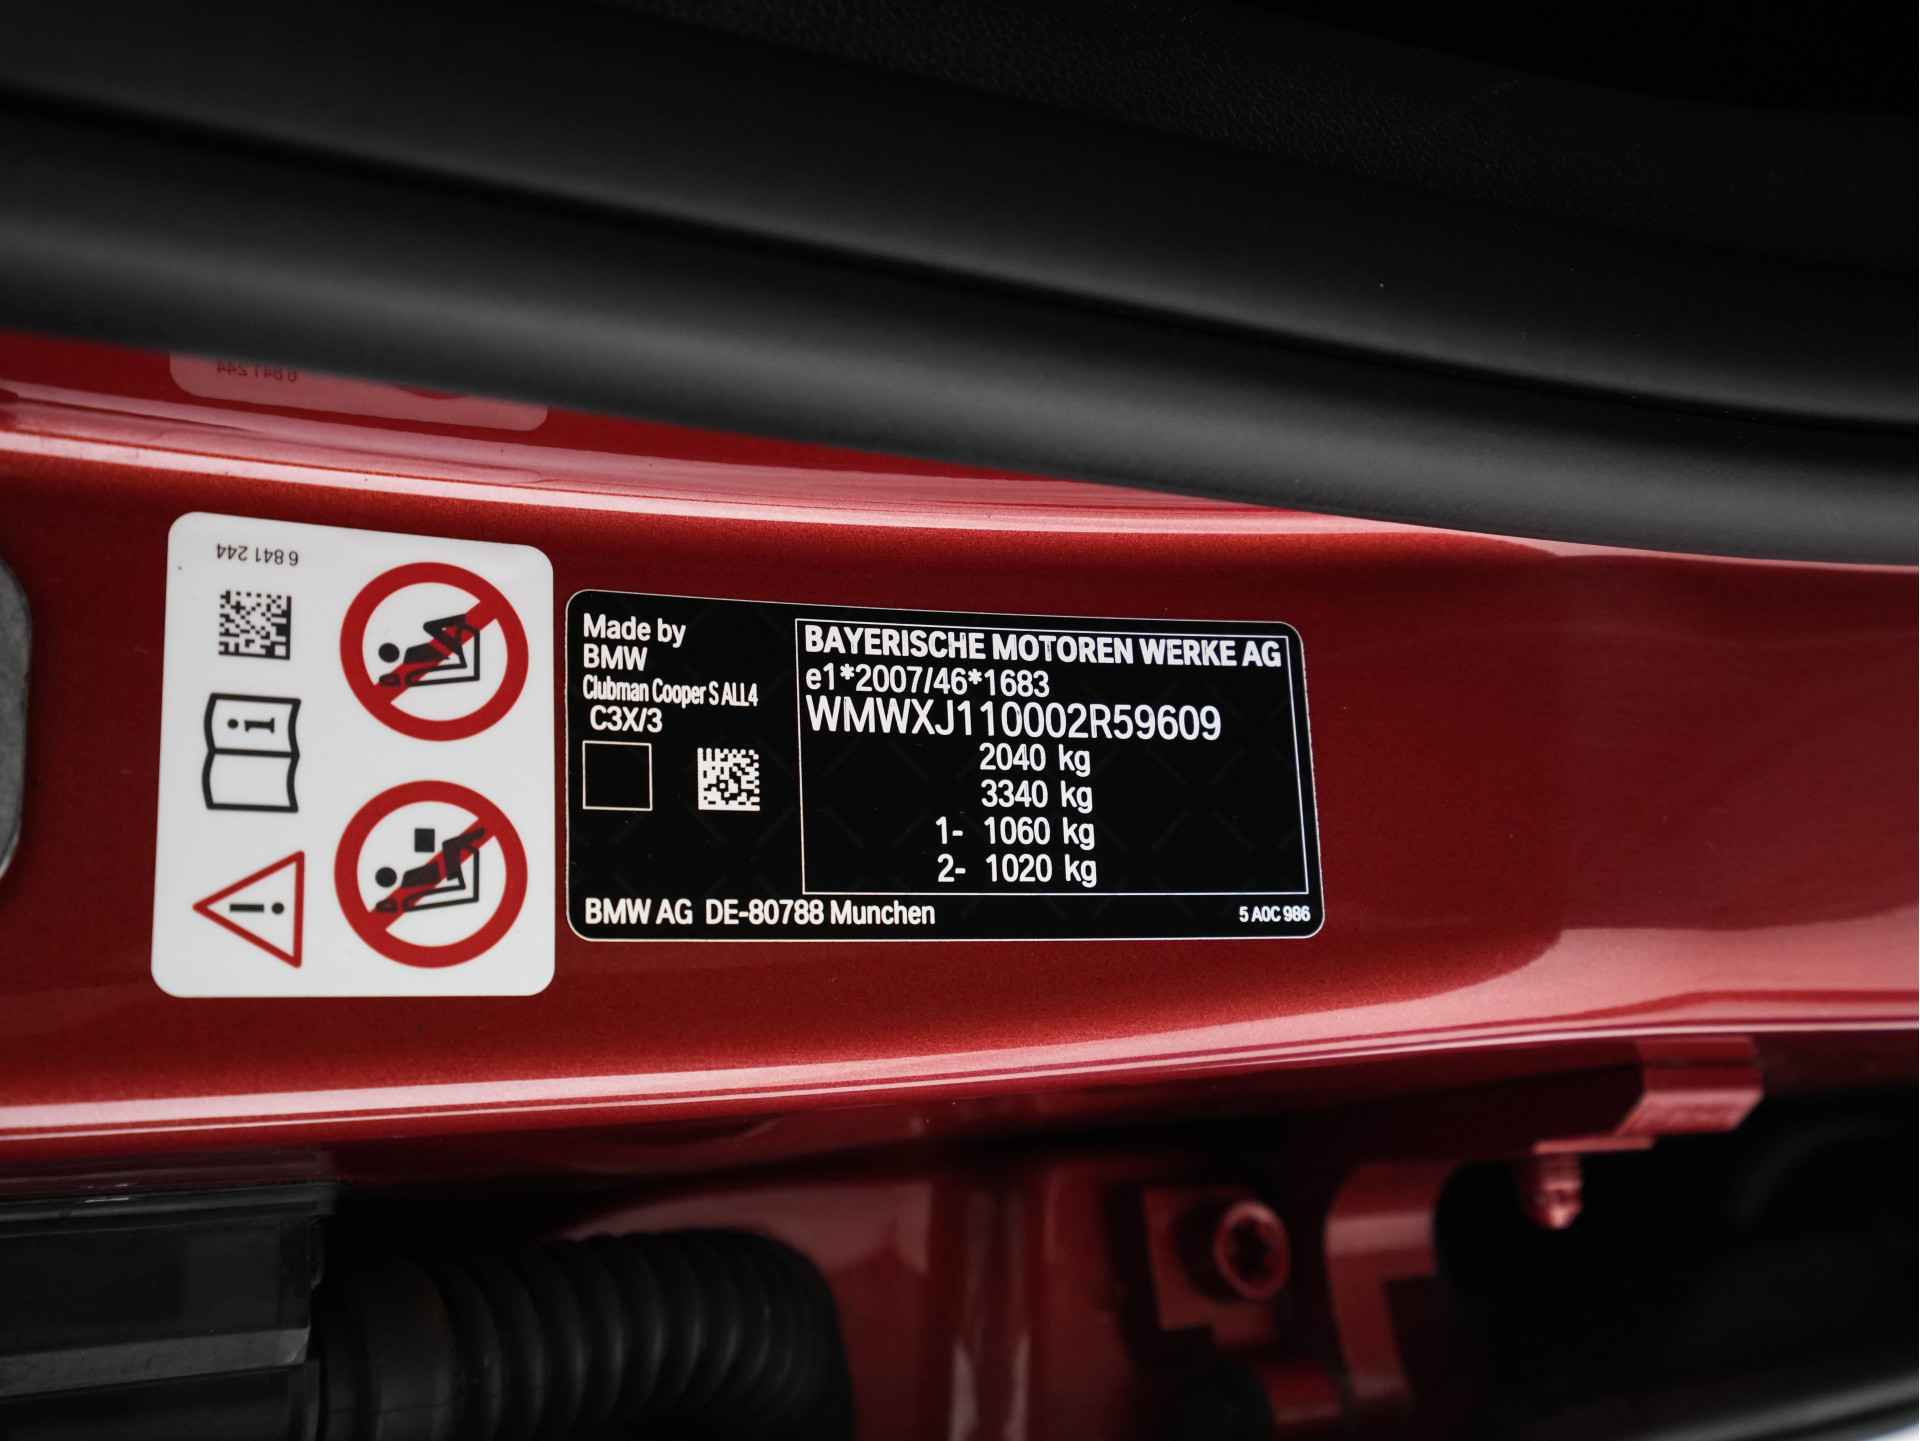 6 841 244
Made by
BMW
Clubman Cooper S ALL4
C3X/3
BAYERISCHE MOTOREN WERKE AG
e1*2007/46*1683
WMWXJ110002R59609
2040 kg
3340 kg
1- 1060 kg
2- 1020 kg
BMW AG DE-80788 Munchen
5 A0C 986